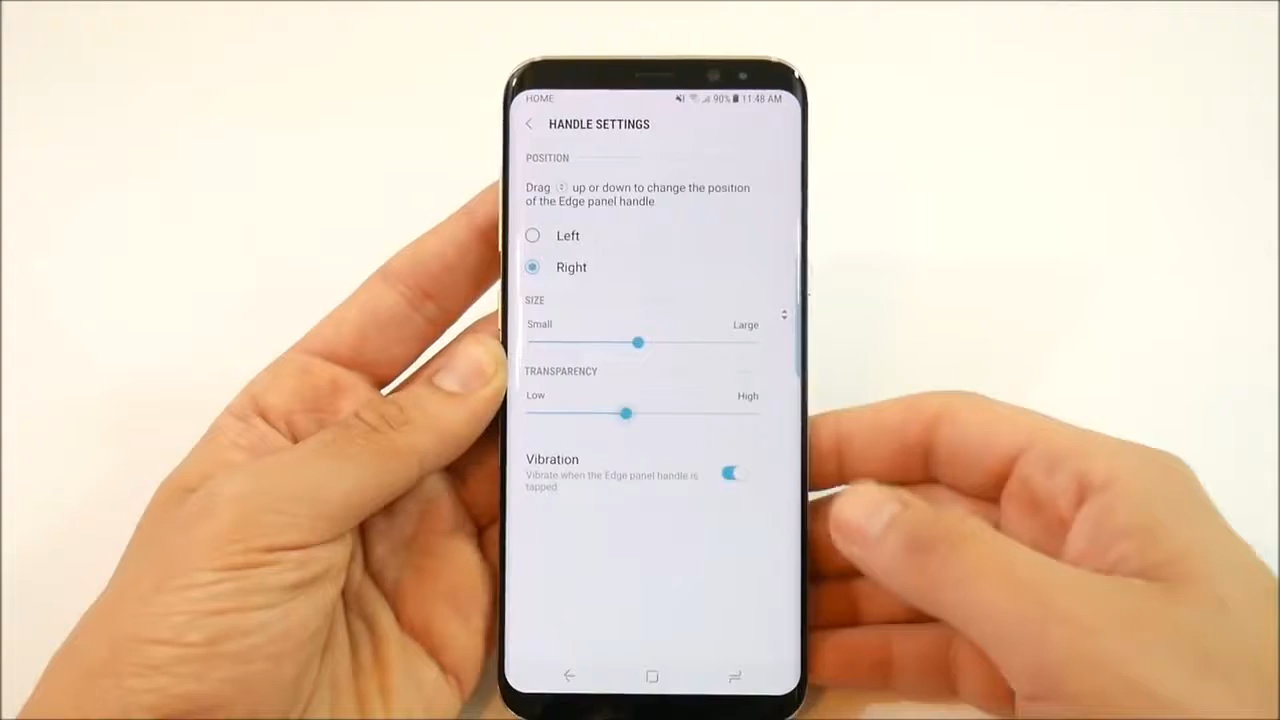 HOME 90% 11:48 AM
HANDLE SETTINGS
POSITION
Drag up or down to change the position
of the Edge panel handle
Left
Right
SIZE
Small Large
TRANSPARENCY
Low High
Vibration
Vibrate when the Edge panel handle is
tapped